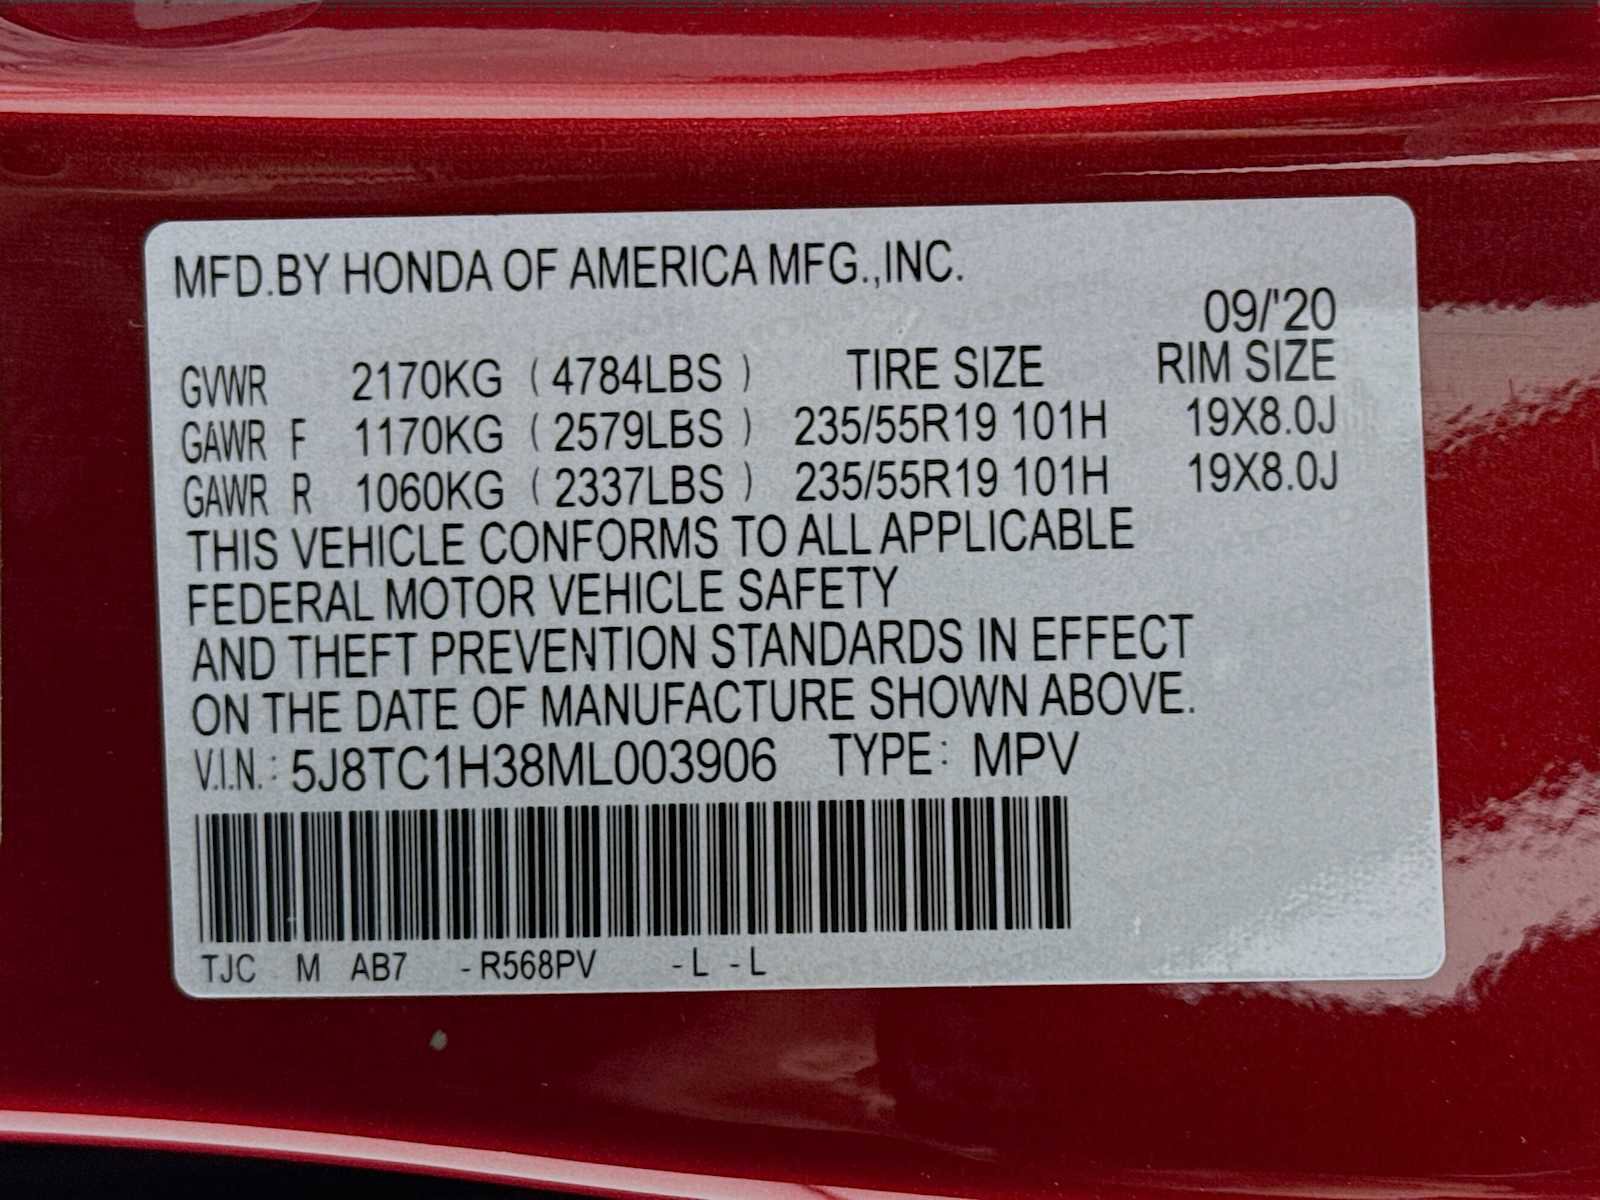 MFD.BY HONDA OF AMERICA MFG.,INC.
09/'20
GVWR 2170KG ( 4784LBS ) TIRE SIZE RIM SIZE
GAWR F 1170KG ( 2579LBS ) 235/55R19 101H 19X8.0J
GAWR R 1060KG ( 2337LBS ) 235/55R19 101H 19X8.0J
THIS VEHICLE CONFORMS TO ALL APPLICABLE
FEDERAL MOTOR VEHICLE SAFETY
AND THEFT PREVENTION STANDARDS IN EFFECT
ON THE DATE OF MANUFACTURE SHOWN ABOVE.
V.I.N.: 5J8TC1H38ML003906 TYPE: MPV
TJC M AB7 -R568PV -L -L